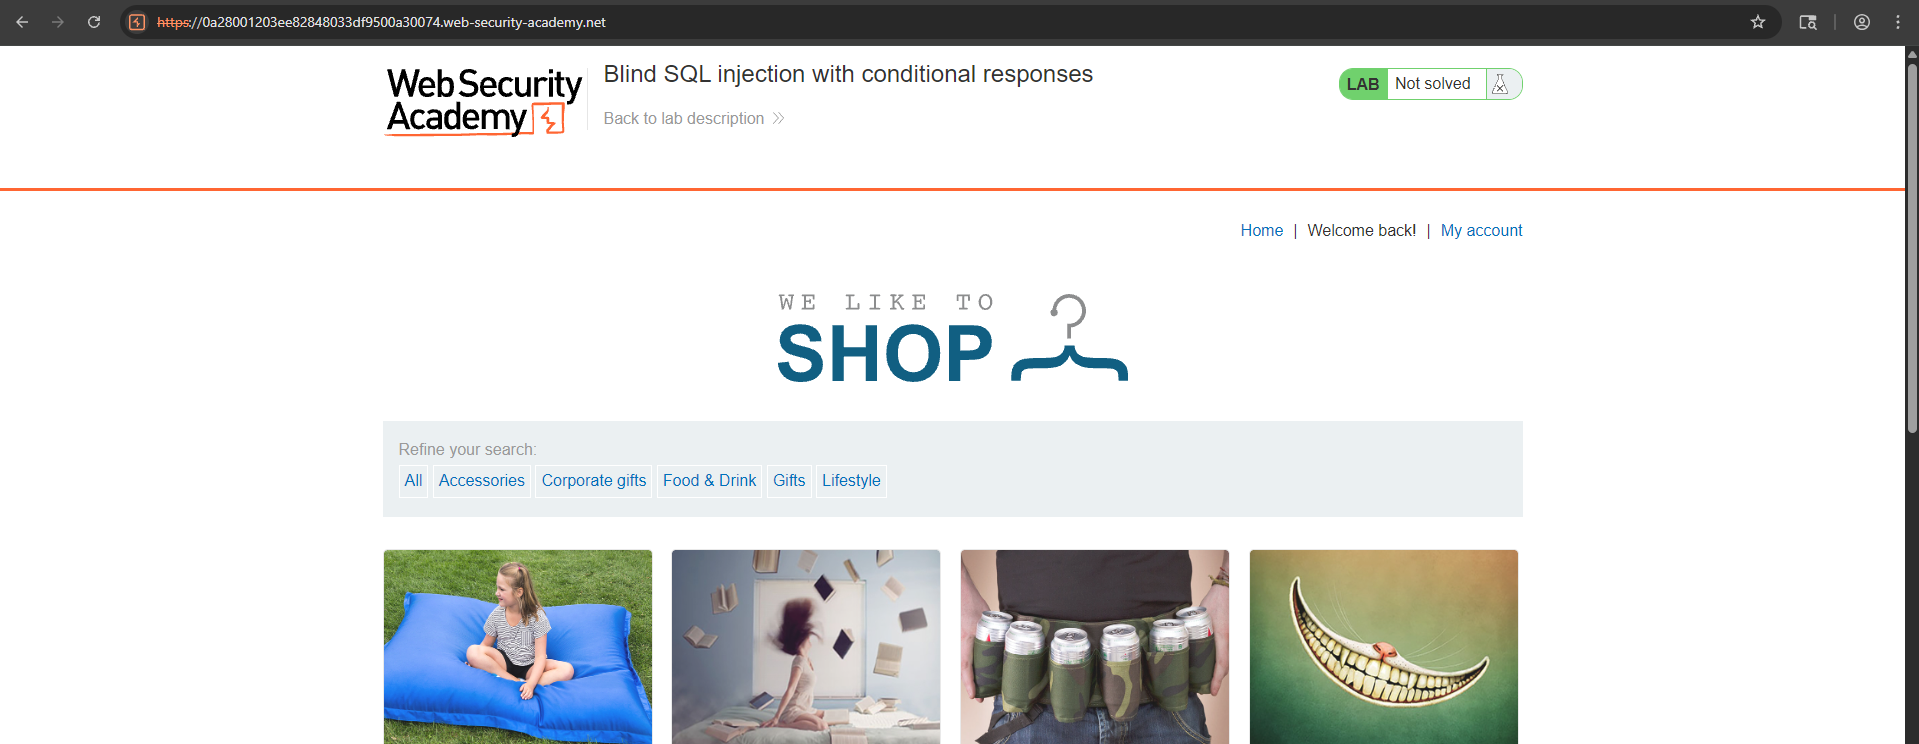 https://0a28001203ee82848033df9500a30074.web-security-academy.net
Web Security
Academy
Blind SQL injection with conditional responses
Back to lab description
LAB Not solved
Home | Welcome back! | My account
WE LIKE TO
SHOP
Refine your search:
All Accessories Corporate gifts Food & Drink Gifts Lifestyle